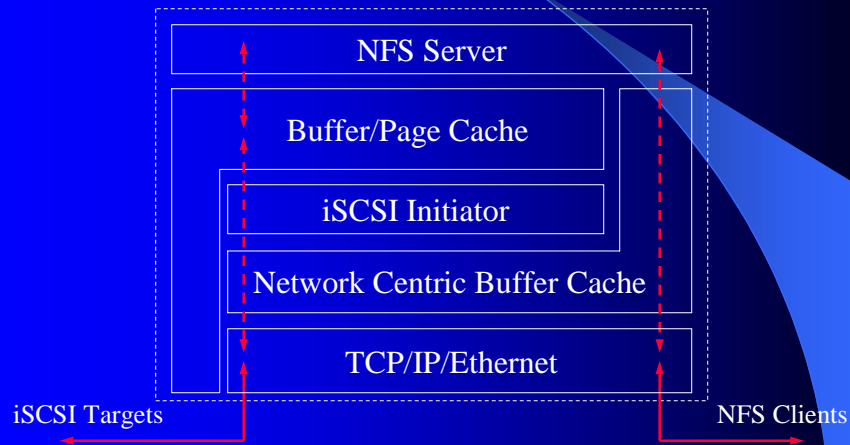 NFS Server
Buffer/Page Cache
iSCSI Initiator
Network Centric Buffer Cache
TCP/IP/Ethernet
iSCSI Targets
NFS Clients